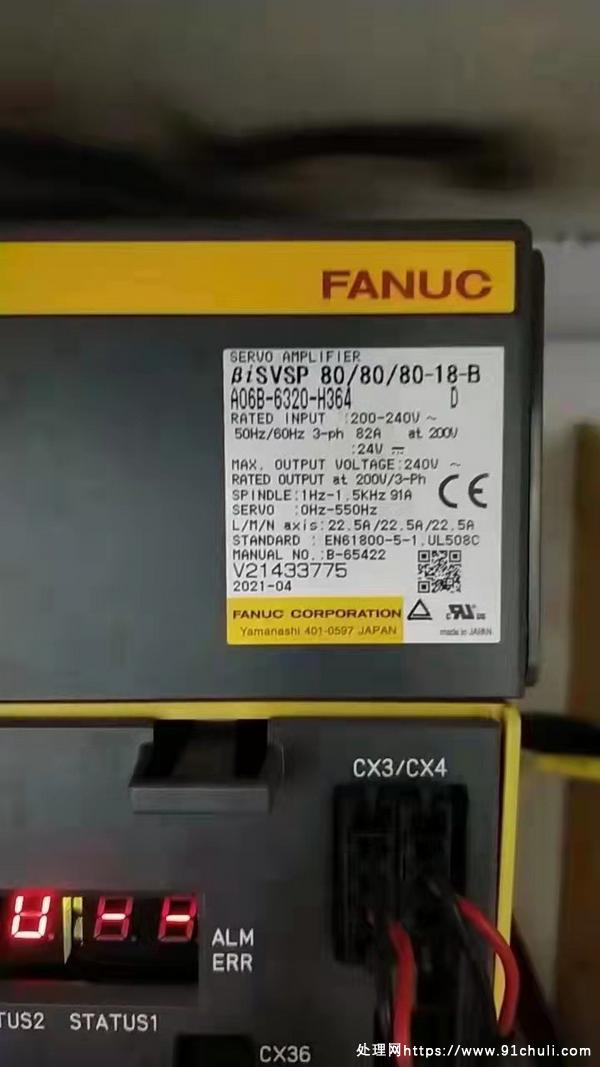 FANUC
SERVO AMPLIFIER
βiSVSP 80/80/80-18-B
A06B-6320-H364 D
RATED INPUT :200-240V ~
50Hz/60Hz 3-ph 82A at 200V
:24V ⎓
MAX. OUTPUT VOLTAGE:240V ~
RATED OUTPUT at 200V/3-Ph
SPINDLE:1Hz-1.5KHz 91A
SERVO :0Hz-550Hz
L/M/N axis:22.5A/22.5A/22.5A
STANDARD : EN61800-5-1,UL508C
MANUAL NO.:B-65422
V21433775
2021-04
CE
FANUC CORPORATION
Yamanashi 401-0597 JAPAN
made in JAPAN
CX3/CX4
U - -
ALM
ERR
TUS2 STATUS1
CX36
处理网https://www.91chuli.com/